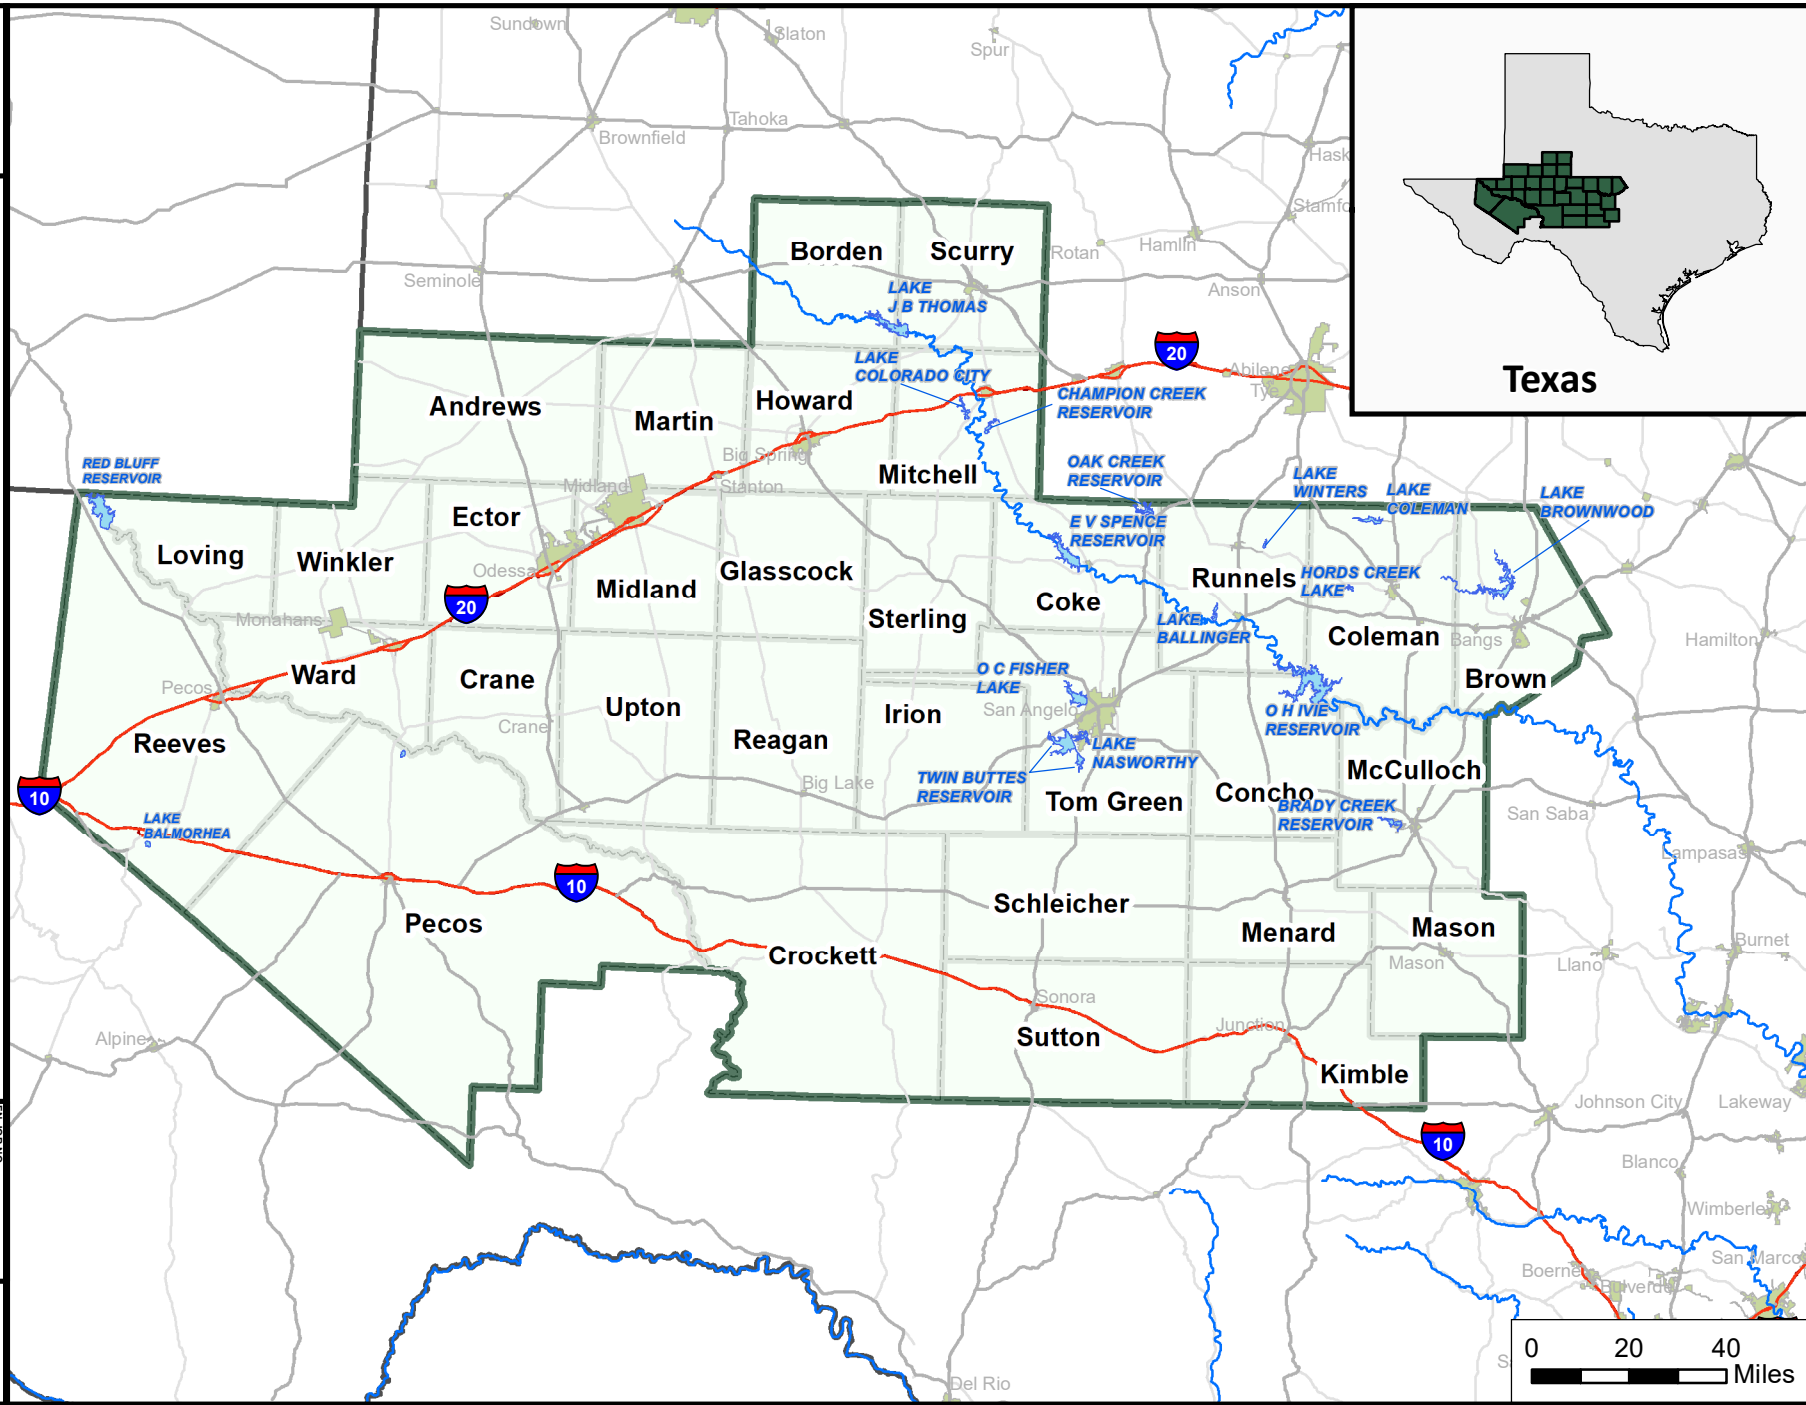 Sundown
Slaton
Spur
Brownfield
Tahoka
Hask
Stamfo
Rotan
Hamlin
Seminole
Anson
Borden
Scurry
LAKE
J B THOMAS
LAKE
COLORADO CITY
20
Abilene
Tye
Texas
CHAMPION CREEK
RESERVOIR
Andrews
Martin
Howard
Big Spring
Mitchell
RED BLUFF
RESERVOIR
Midland
Stanton
OAK CREEK
RESERVOIR
LAKE
WINTERS
LAKE
COLEMAN
LAKE
BROWNWOOD
Ector
E V SPENCE
RESERVOIR
Loving
Winkler
Odessa
Midland
Glasscock
Runnels
HORDS CREEK
LAKE
20
Monahans
Sterling
Coke
LAKE
BALLINGER
Coleman
Bangs
Hamilton
Pecos
Ward
Crane
O C FISHER
LAKE
Brown
Crane
Upton
Irion
San Angelo
O H IVIE
RESERVOIR
Reeves
Reagan
LAKE
NASWORTHY
McCulloch
10
Big Lake
TWIN BUTTES
RESERVOIR
Tom Green
Concho
BRADY CREEK
RESERVOIR
San Saba
LAKE
BALMORHEA
Lampasas
10
Pecos
Schleicher
Menard
Mason
Crockett
Mason
Llano
Burnet
Sonora
Alpine
Sutton
Junction
Kimble
Johnson City
Lakeway
10
Blanco
Wimberle
San Marco
Boerne
Bulverde
Del Rio
0 20 40
Miles